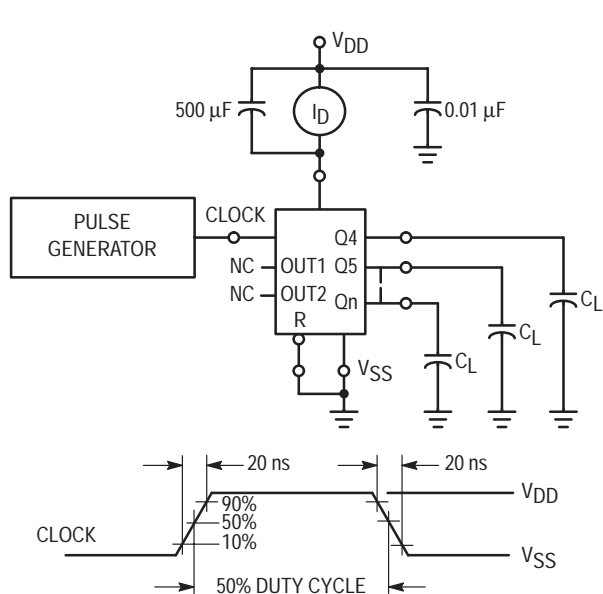 VDD
500 μF
ID
0.01 μF
PULSE
GENERATOR
CLOCK
Q4
NC
OUT1
Q5
NC
OUT2
Qn
R
VSS
CL
CL
CL
20 ns
20 ns
90%
50%
10%
VDD
CLOCK
VSS
50% DUTY CYCLE